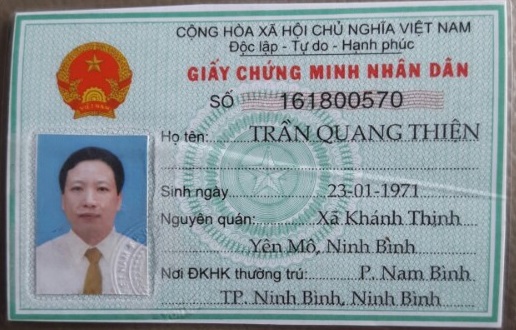 CỘNG HÒA XÃ HỘI CHỦ NGHĨA VIỆT NAM
Độc lập - Tự do - Hạnh phúc
GIẤY CHỨNG MINH NHÂN DÂN
SỐ 161800570
Họ tên: TRẦN QUANG THIỆN
Sinh ngày 23-01-1971
Nguyên quán: Xã Khánh Thịnh
Yên Mô, Ninh Bình
Nơi ĐKHK thường trú: P. Nam Bình
TP. Ninh Bình, Ninh Bình
VIỆT NAM